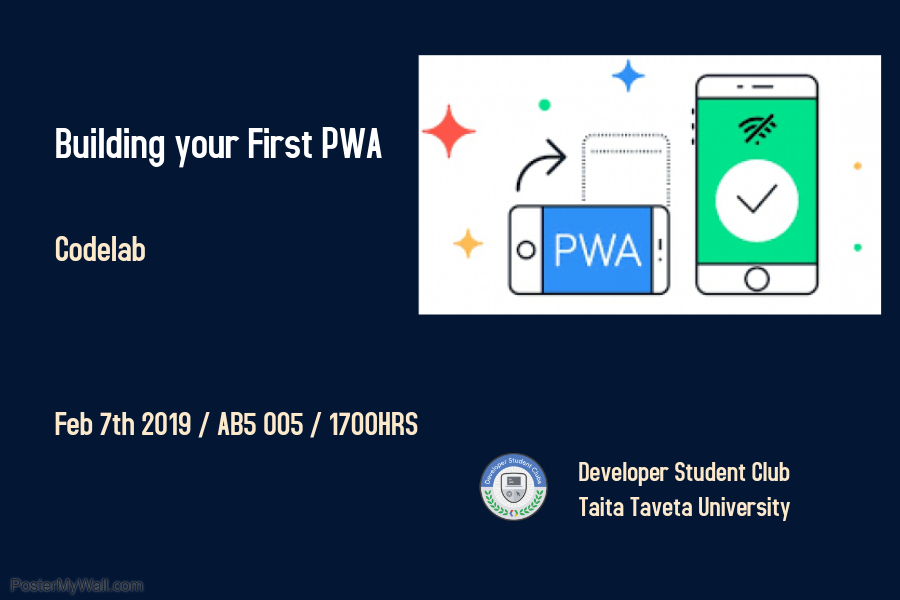 Building your First PWA
Codelab
PWA
Feb 7th 2019 / AB5 005 / 1700HRS
Developer Student Clubs
Developer Student Club
Taita Taveta University
PosterMyWall.com